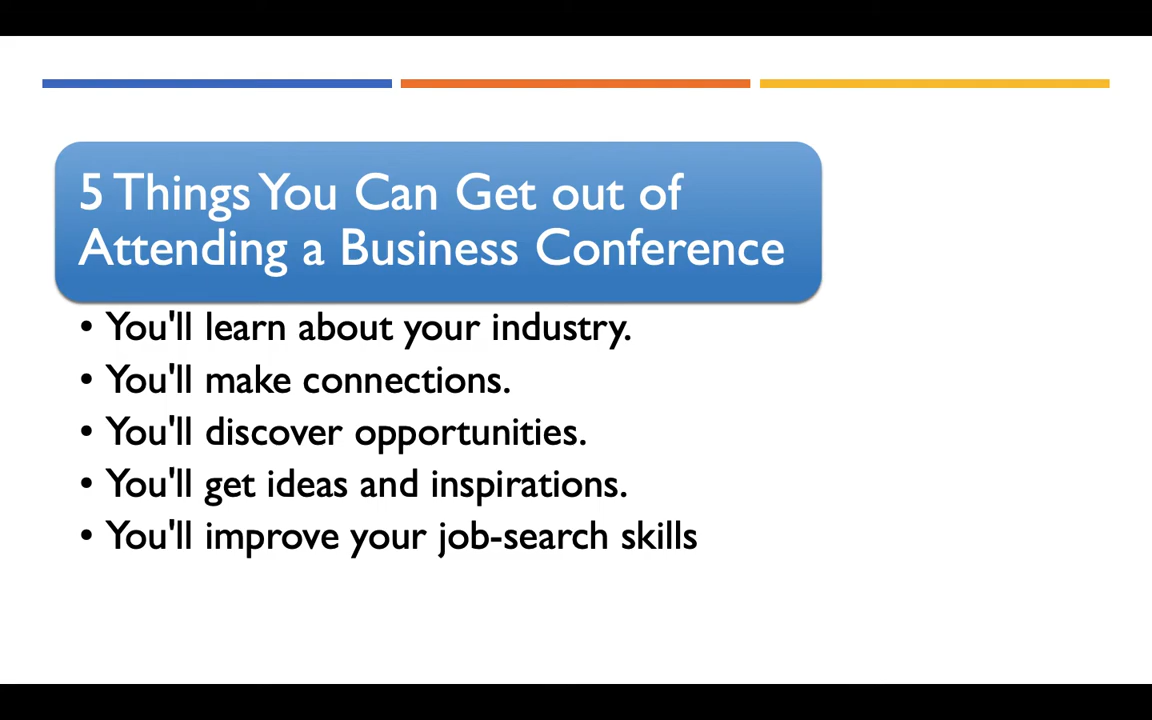 5 Things You Can Get out of
Attending a Business Conference
• You'll learn about your industry.
• You'll make connections.
• You'll discover opportunities.
• You'll get ideas and inspirations.
• You'll improve your job-search skills